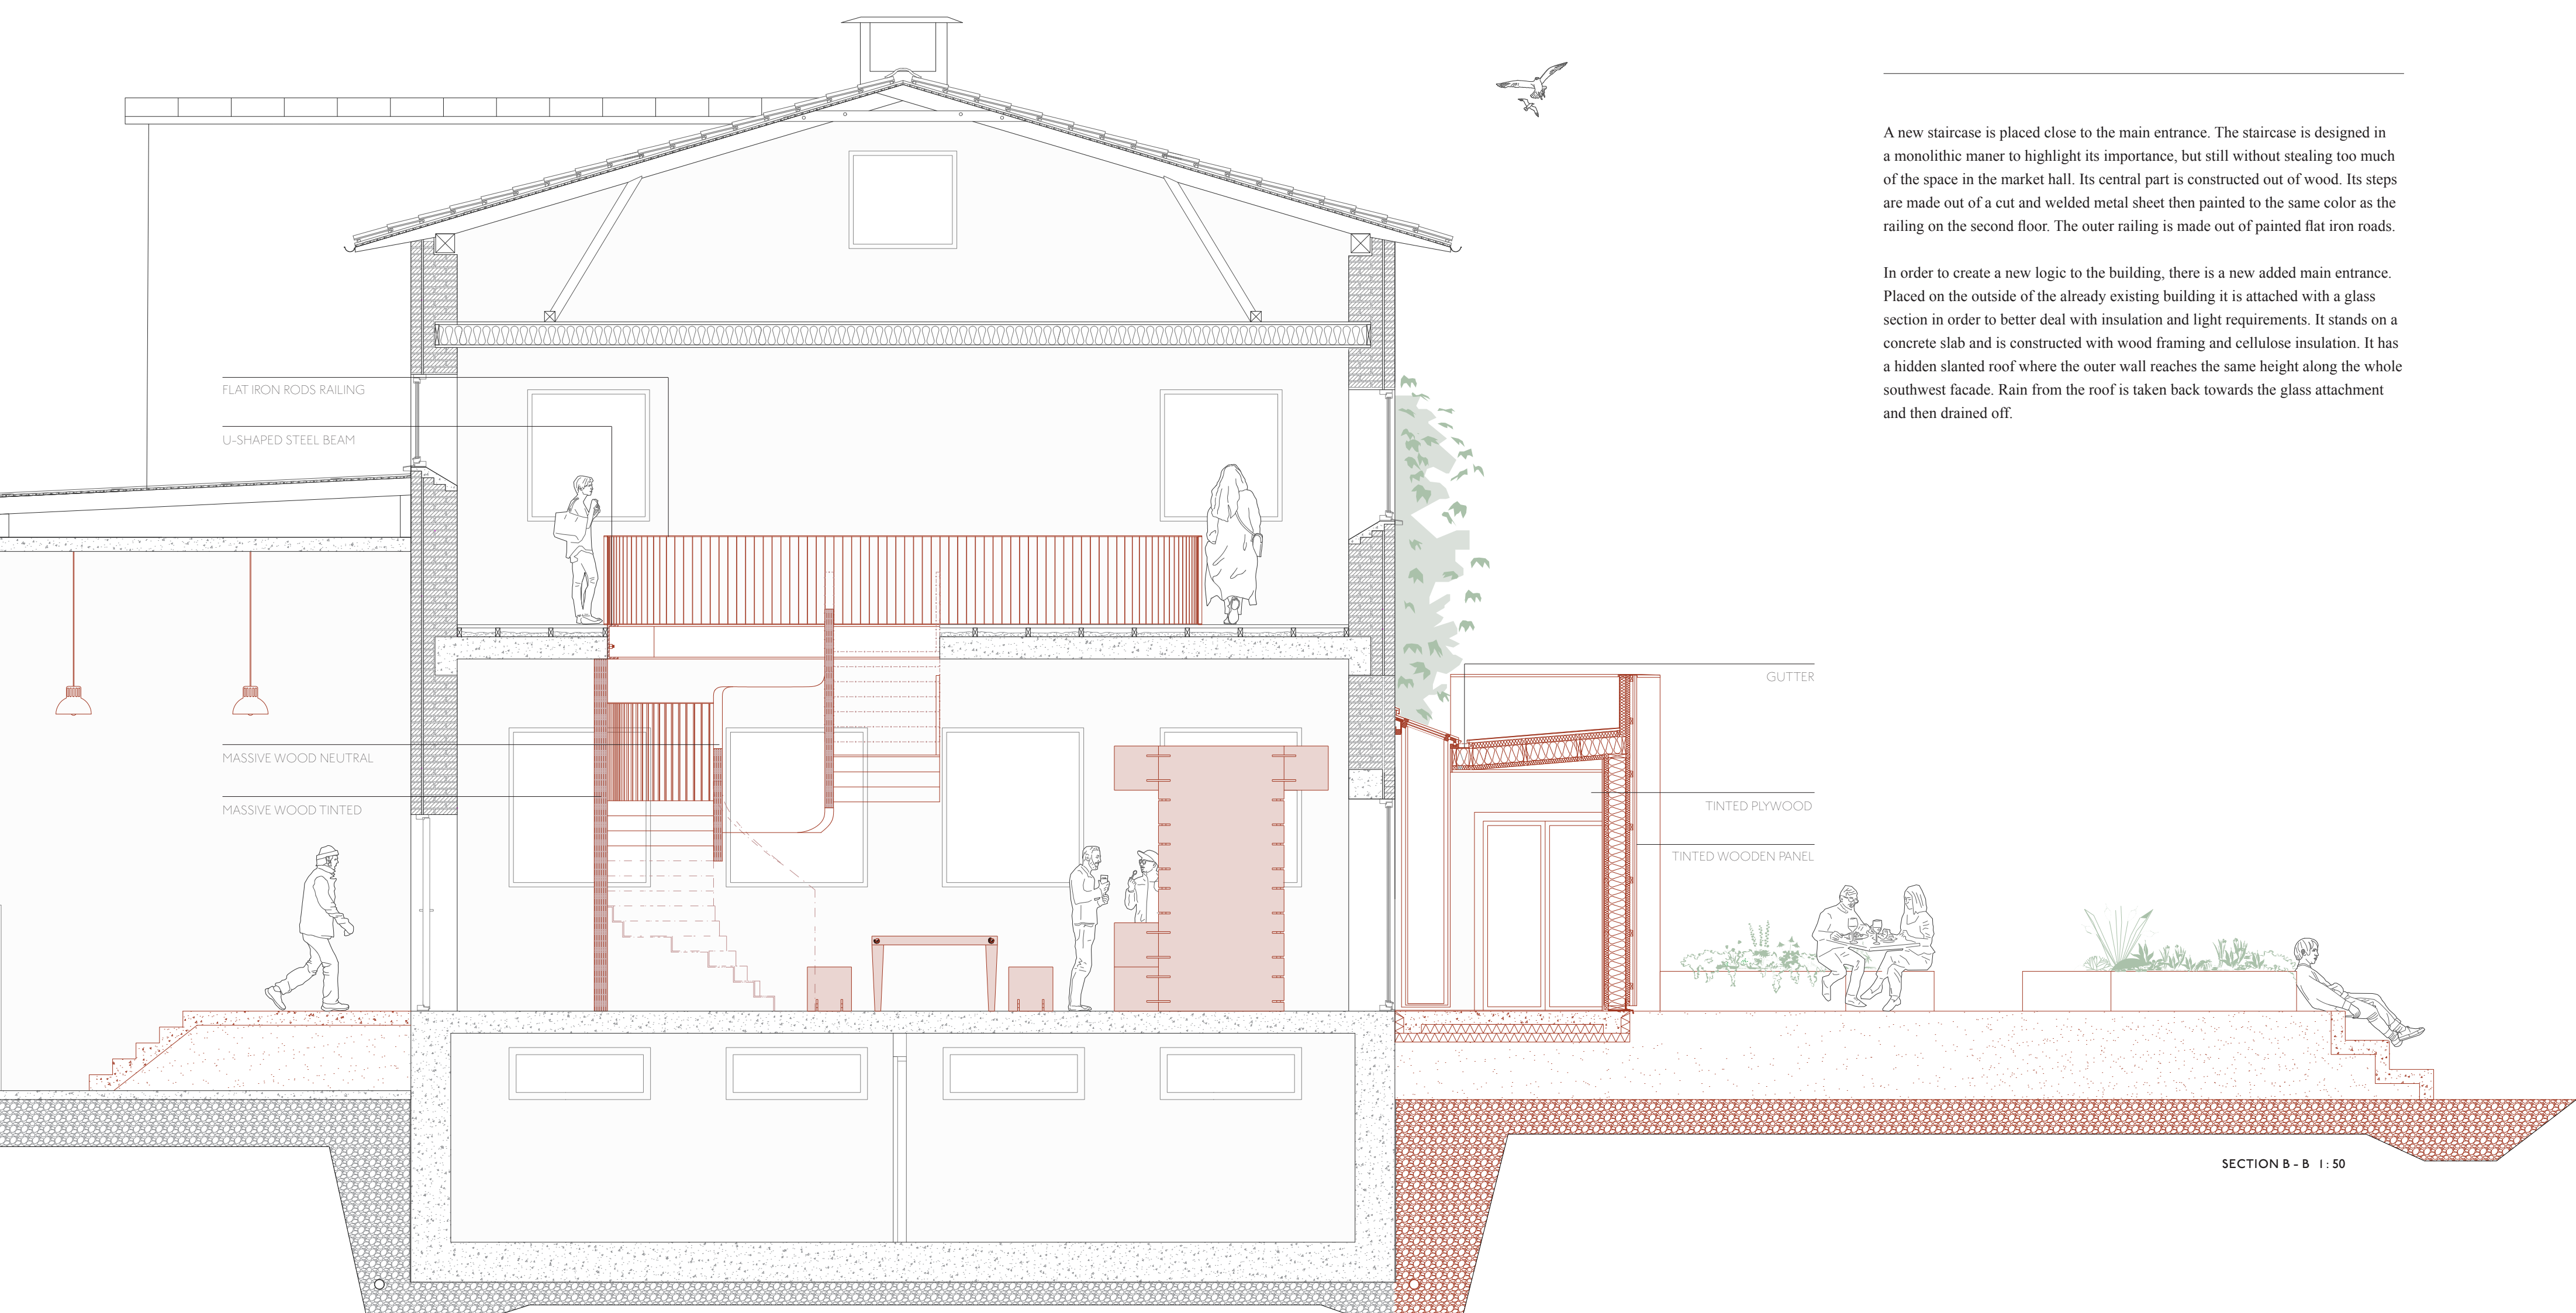 A new staircase is placed close to the main entrance. The staircase is designed in
a monolithic maner to highlight its importance, but still without stealing too much
of the space in the market hall. Its central part is constructed out of wood. Its steps
are made out of a cut and welded metal sheet then painted to the same color as the
railing on the second floor. The outer railing is made out of painted flat iron roads.
In order to create a new logic to the building, there is a new added main entrance.
Placed on the outside of the already existing building it is attached with a glass
section in order to better deal with insulation and light requirements. It stands on a
concrete slab and is constructed with wood framing and cellulose insulation. It has
a hidden slanted roof where the outer wall reaches the same height along the whole
southwest facade. Rain from the roof is taken back towards the glass attachment
and then drained off.
FLAT IRON RODS RAILING
U-SHAPED STEEL BEAM
MASSIVE WOOD NEUTRAL
MASSIVE WOOD TINTED
GUTTER
TINTED PLYWOOD
TINTED WOODEN PANEL
SECTION B - B 1 : 50